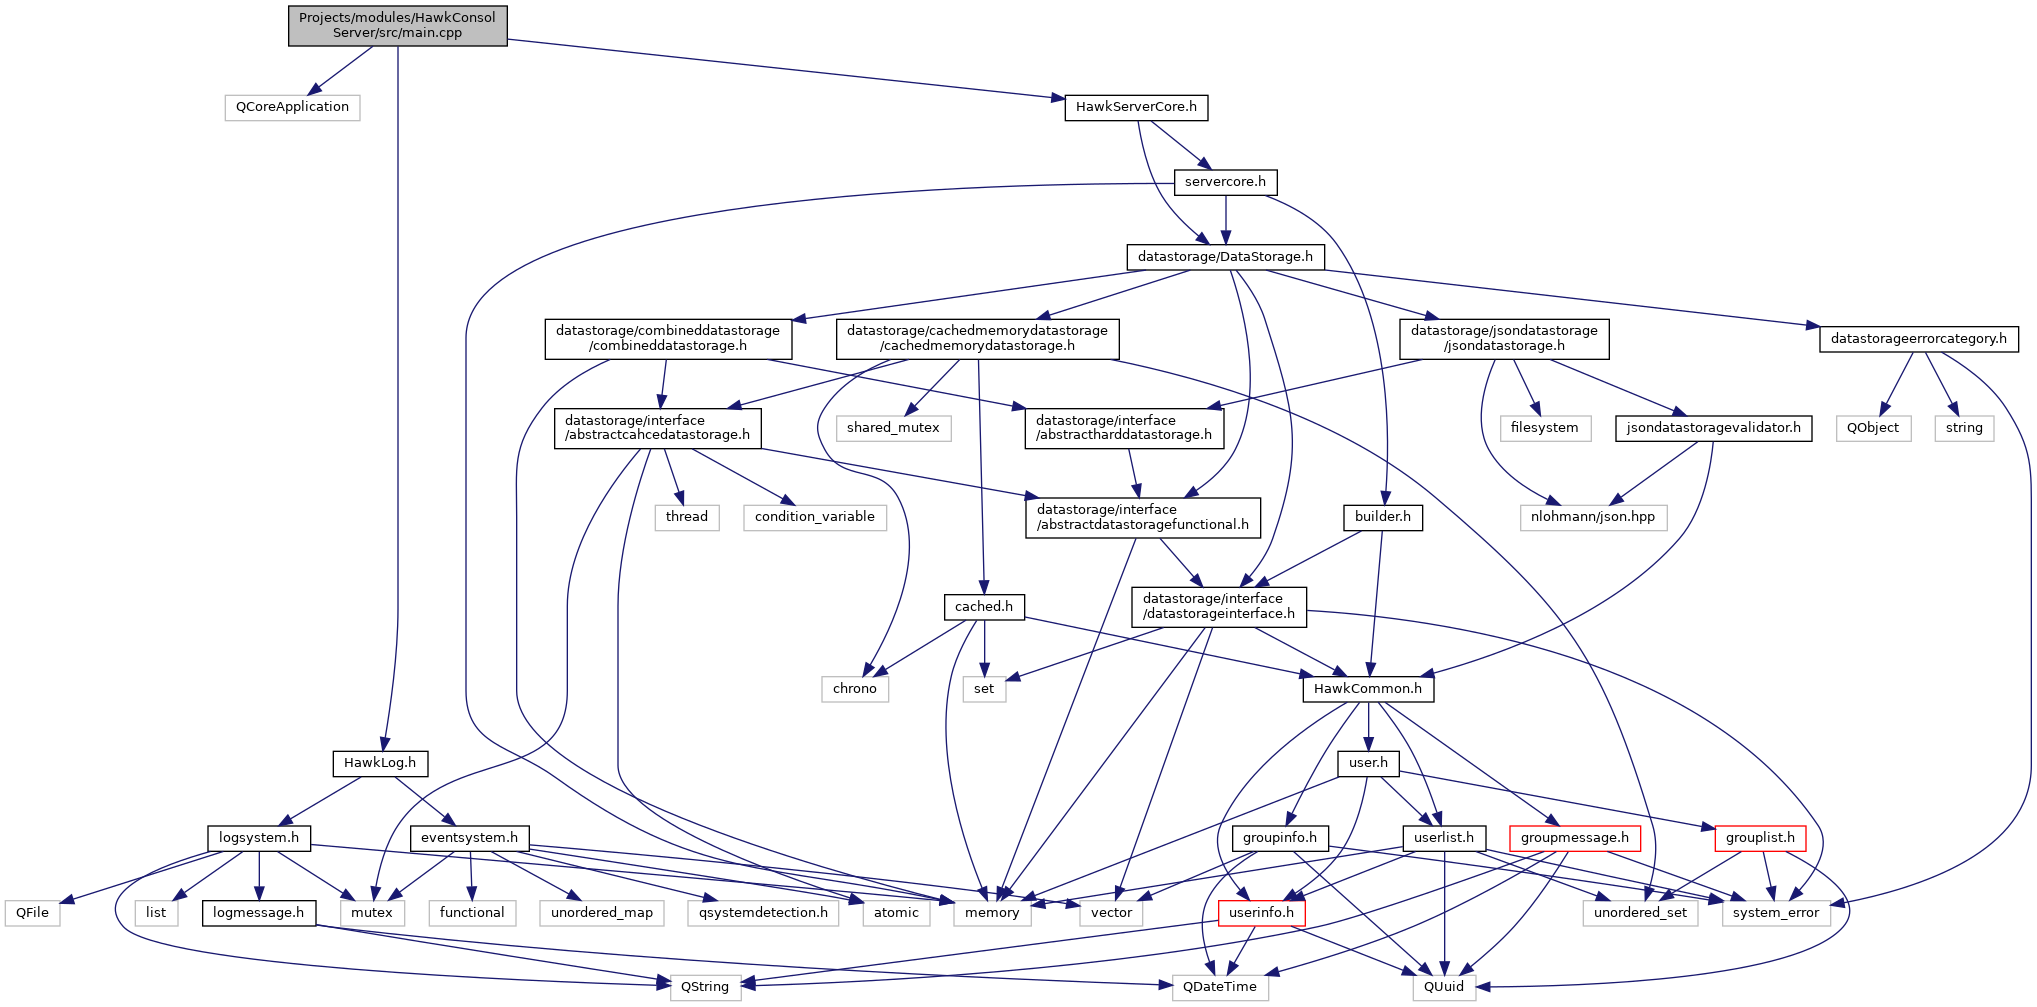 Projects/modules/HawkConsol
Server/src/main.cpp
QCoreApplication
HawkServerCore.h
servercore.h
datastorage/DataStorage.h
datastorage/combineddatastorage
/combineddatastorage.h
datastorage/cachedmemorydatastorage
/cachedmemorydatastorage.h
datastorage/jsondatastorage
/jsondatastorage.h
datastorageerrorcategory.h
datastorage/interface
/abstractcahcedatastorage.h
shared_mutex
datastorage/interface
/abstractharddatastorage.h
filesystem
jsondatastoragevalidator.h
QObject
string
thread
condition_variable
datastorage/interface
/abstractdatastoragefunctional.h
builder.h
nlohmann/json.hpp
cached.h
datastorage/interface
/datastorageinterface.h
chrono
set
HawkCommon.h
HawkLog.h
user.h
logsystem.h
eventsystem.h
groupinfo.h
userlist.h
groupmessage.h
grouplist.h
QFile
list
logmessage.h
mutex
functional
unordered_map
qsystemdetection.h
atomic
memory
vector
userinfo.h
unordered_set
system_error
QString
QDateTime
QUuid